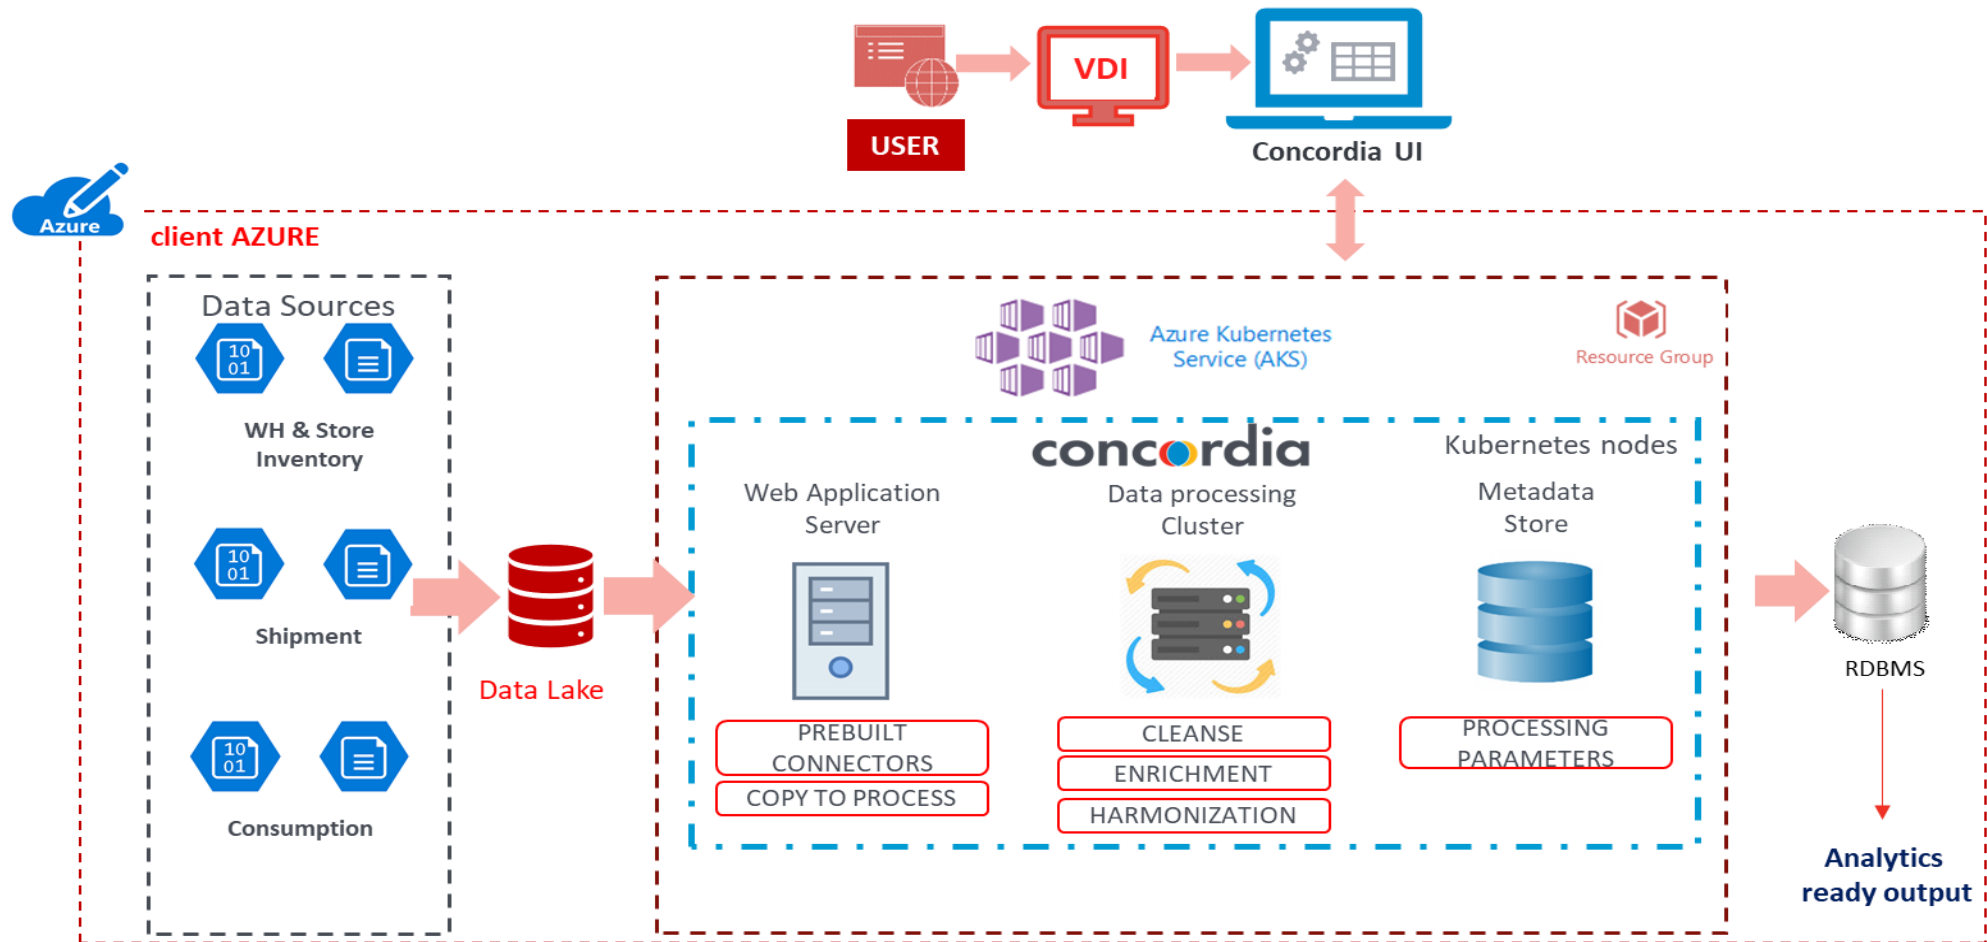 VDI
USER
Concordia UI
Azure
client AZURE
Data Sources
10
01
WH & Store
Inventory
10
01
Shipment
10
01
Consumption
Data Lake
Azure Kubernetes
Service (AKS)
Resource Group
concordia
Kubernetes nodes
Web Application
Server
PREBUILT
CONNECTORS
COPY TO PROCESS
Data processing
Cluster
CLEANSE
ENRICHMENT
HARMONIZATION
Metadata
Store
PROCESSING
PARAMETERS
RDBMS
Analytics
ready output